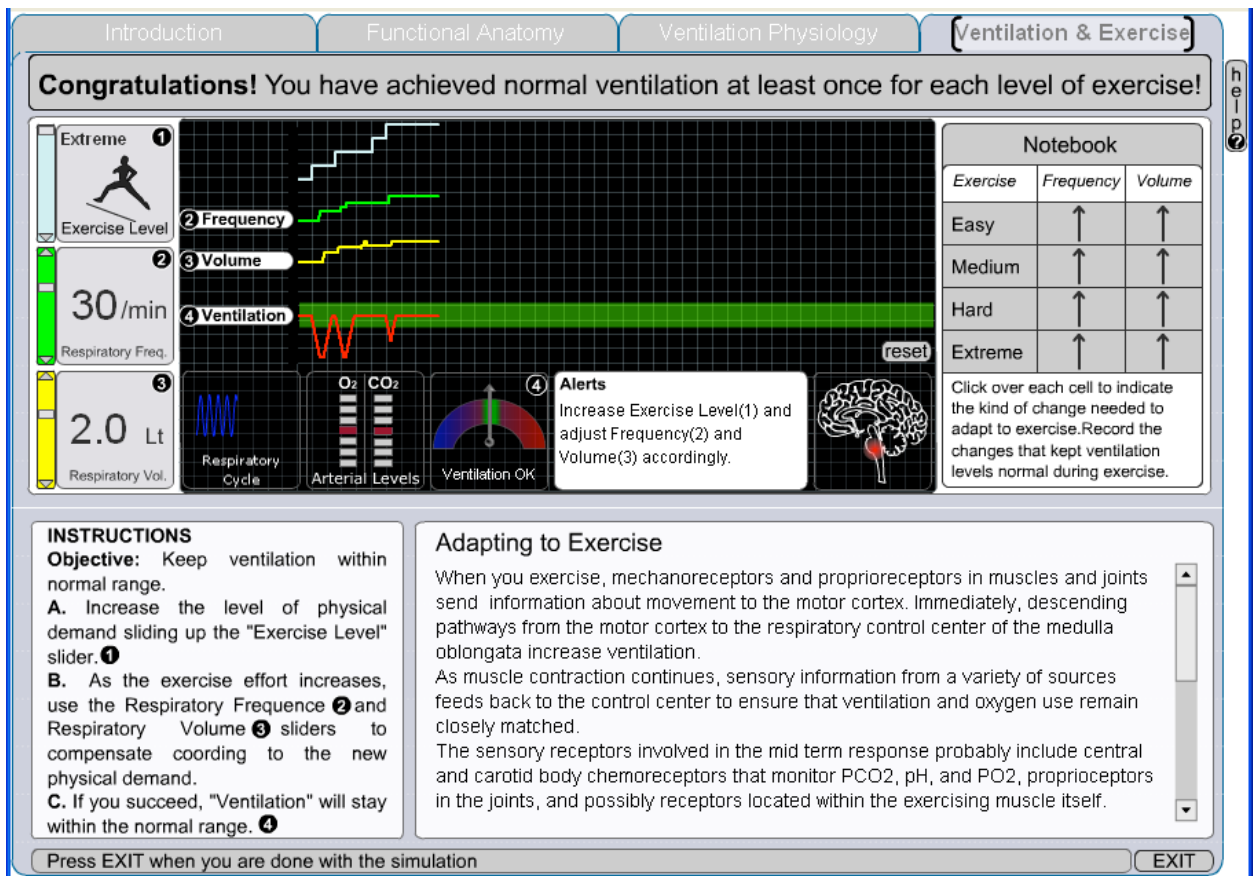 Introduction
Functional Anatomy
Ventilation Physiology
Ventilation & Exercise
help?
Congratulations! You have achieved normal ventilation at least once for each level of exercise!
Extreme 1
Exercise Level
2
30/min
Respiratory Freq.
3
2.0 Lt
Respiratory Vol.
2 Frequency
3 Volume
4 Ventilation
reset
Respiratory
Cycle
O2 CO2
Arterial Levels
4
Ventilation OK
Alerts
Increase Exercise Level(1) and
adjust Frequency(2) and
Volume(3) accordingly.
Notebook
Exercise Frequency Volume
Easy ↑ ↑
Medium ↑ ↑
Hard ↑ ↑
Extreme ↑ ↑
Click over each cell to indicate
the kind of change needed to
adapt to exercise.Record the
changes that kept ventilation
levels normal during exercise.
INSTRUCTIONS
Objective: Keep ventilation within
normal range.
A. Increase the level of physical
demand sliding up the "Exercise Level"
slider.1
B. As the exercise effort increases,
use the Respiratory Frequence 2 and
Respiratory Volume 3 sliders to
compensate coording to the new
physical demand.
C. If you succeed, "Ventilation" will stay
within the normal range. 4
Adapting to Exercise
When you exercise, mechanoreceptors and prioreceptors in muscles and joints
send information about movement to the motor cortex. Immediately, descending
pathways from the motor cortex to the respiratory control center of the medulla
oblongata increase ventilation.
As muscle contraction continues, sensory information from a variety of sources
feeds back to the control center to ensure that ventilation and oxygen use remain
closely matched.
The sensory receptors involved in the mid term response probably include central
and carotid body chemoreceptors that monitor PCO2, pH, and PO2, proprioceptors
in the joints, and possibly receptors located within the exercising muscle itself.
Press EXIT when you are done with the simulation
EXIT